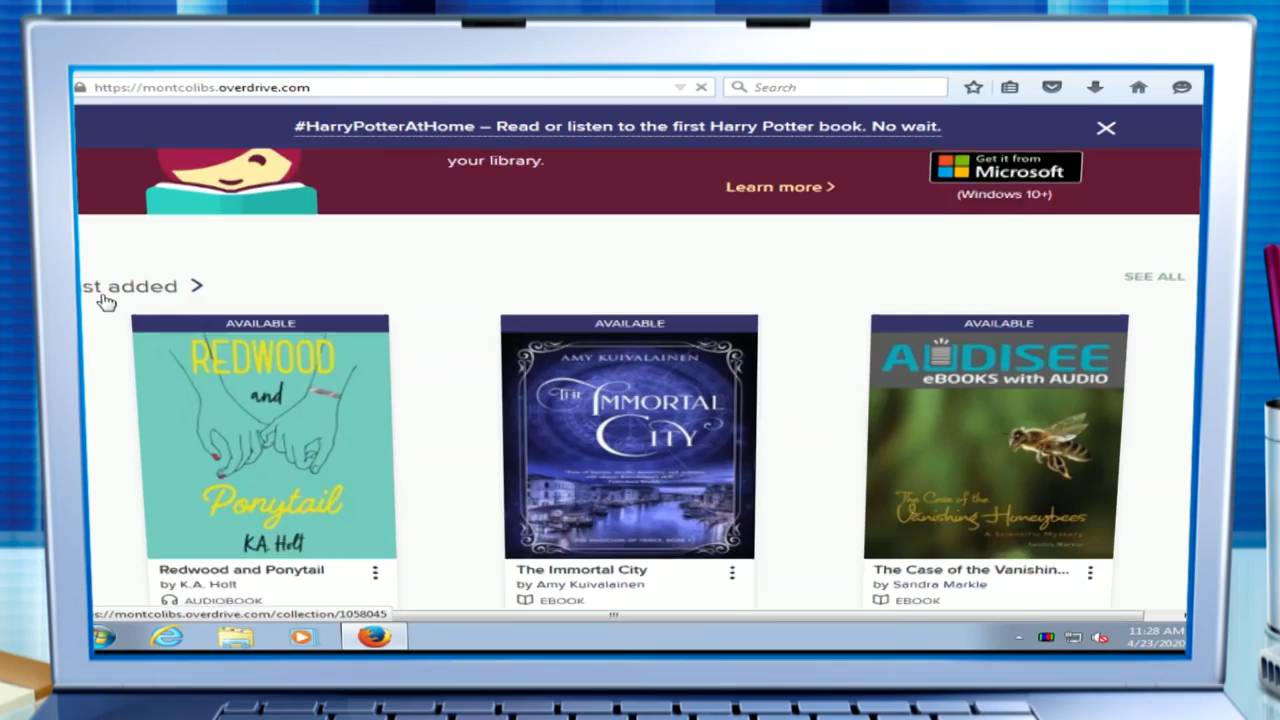 https://montcolibs.overdrive.com
Search
#HarryPotterAtHome – Read or listen to the first Harry Potter book. No wait.
your library.
Learn more >
Get it from
Microsoft
(Windows 10+)
st added >
SEE ALL
AVAILABLE
AVAILABLE
AVAILABLE
REDWOOD
and
Ponytail
K.A. Holt
AMY KUIVALAINEN
THE IMMORTAL
CITY
AUDISEE
eBOOKS with AUDIO
The Case of the
Vanishing Honeybees
A Scientific Mystery
Sandra Markle
Redwood and Ponytail
by K.A. Holt
AUDIOBOOK
The Immortal City
by Amy Kuivalainen
EBOOK
The Case of the Vanishin...
by Sandra Markle
EBOOK
s://montcolibs.overdrive.com/collection/1058045
11:28 AM
4/23/2020